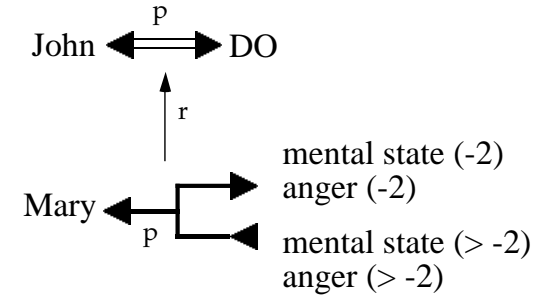 p
John DO
r
mental state (-2)
anger (-2)
Mary
p
mental state (> -2)
anger (> -2)